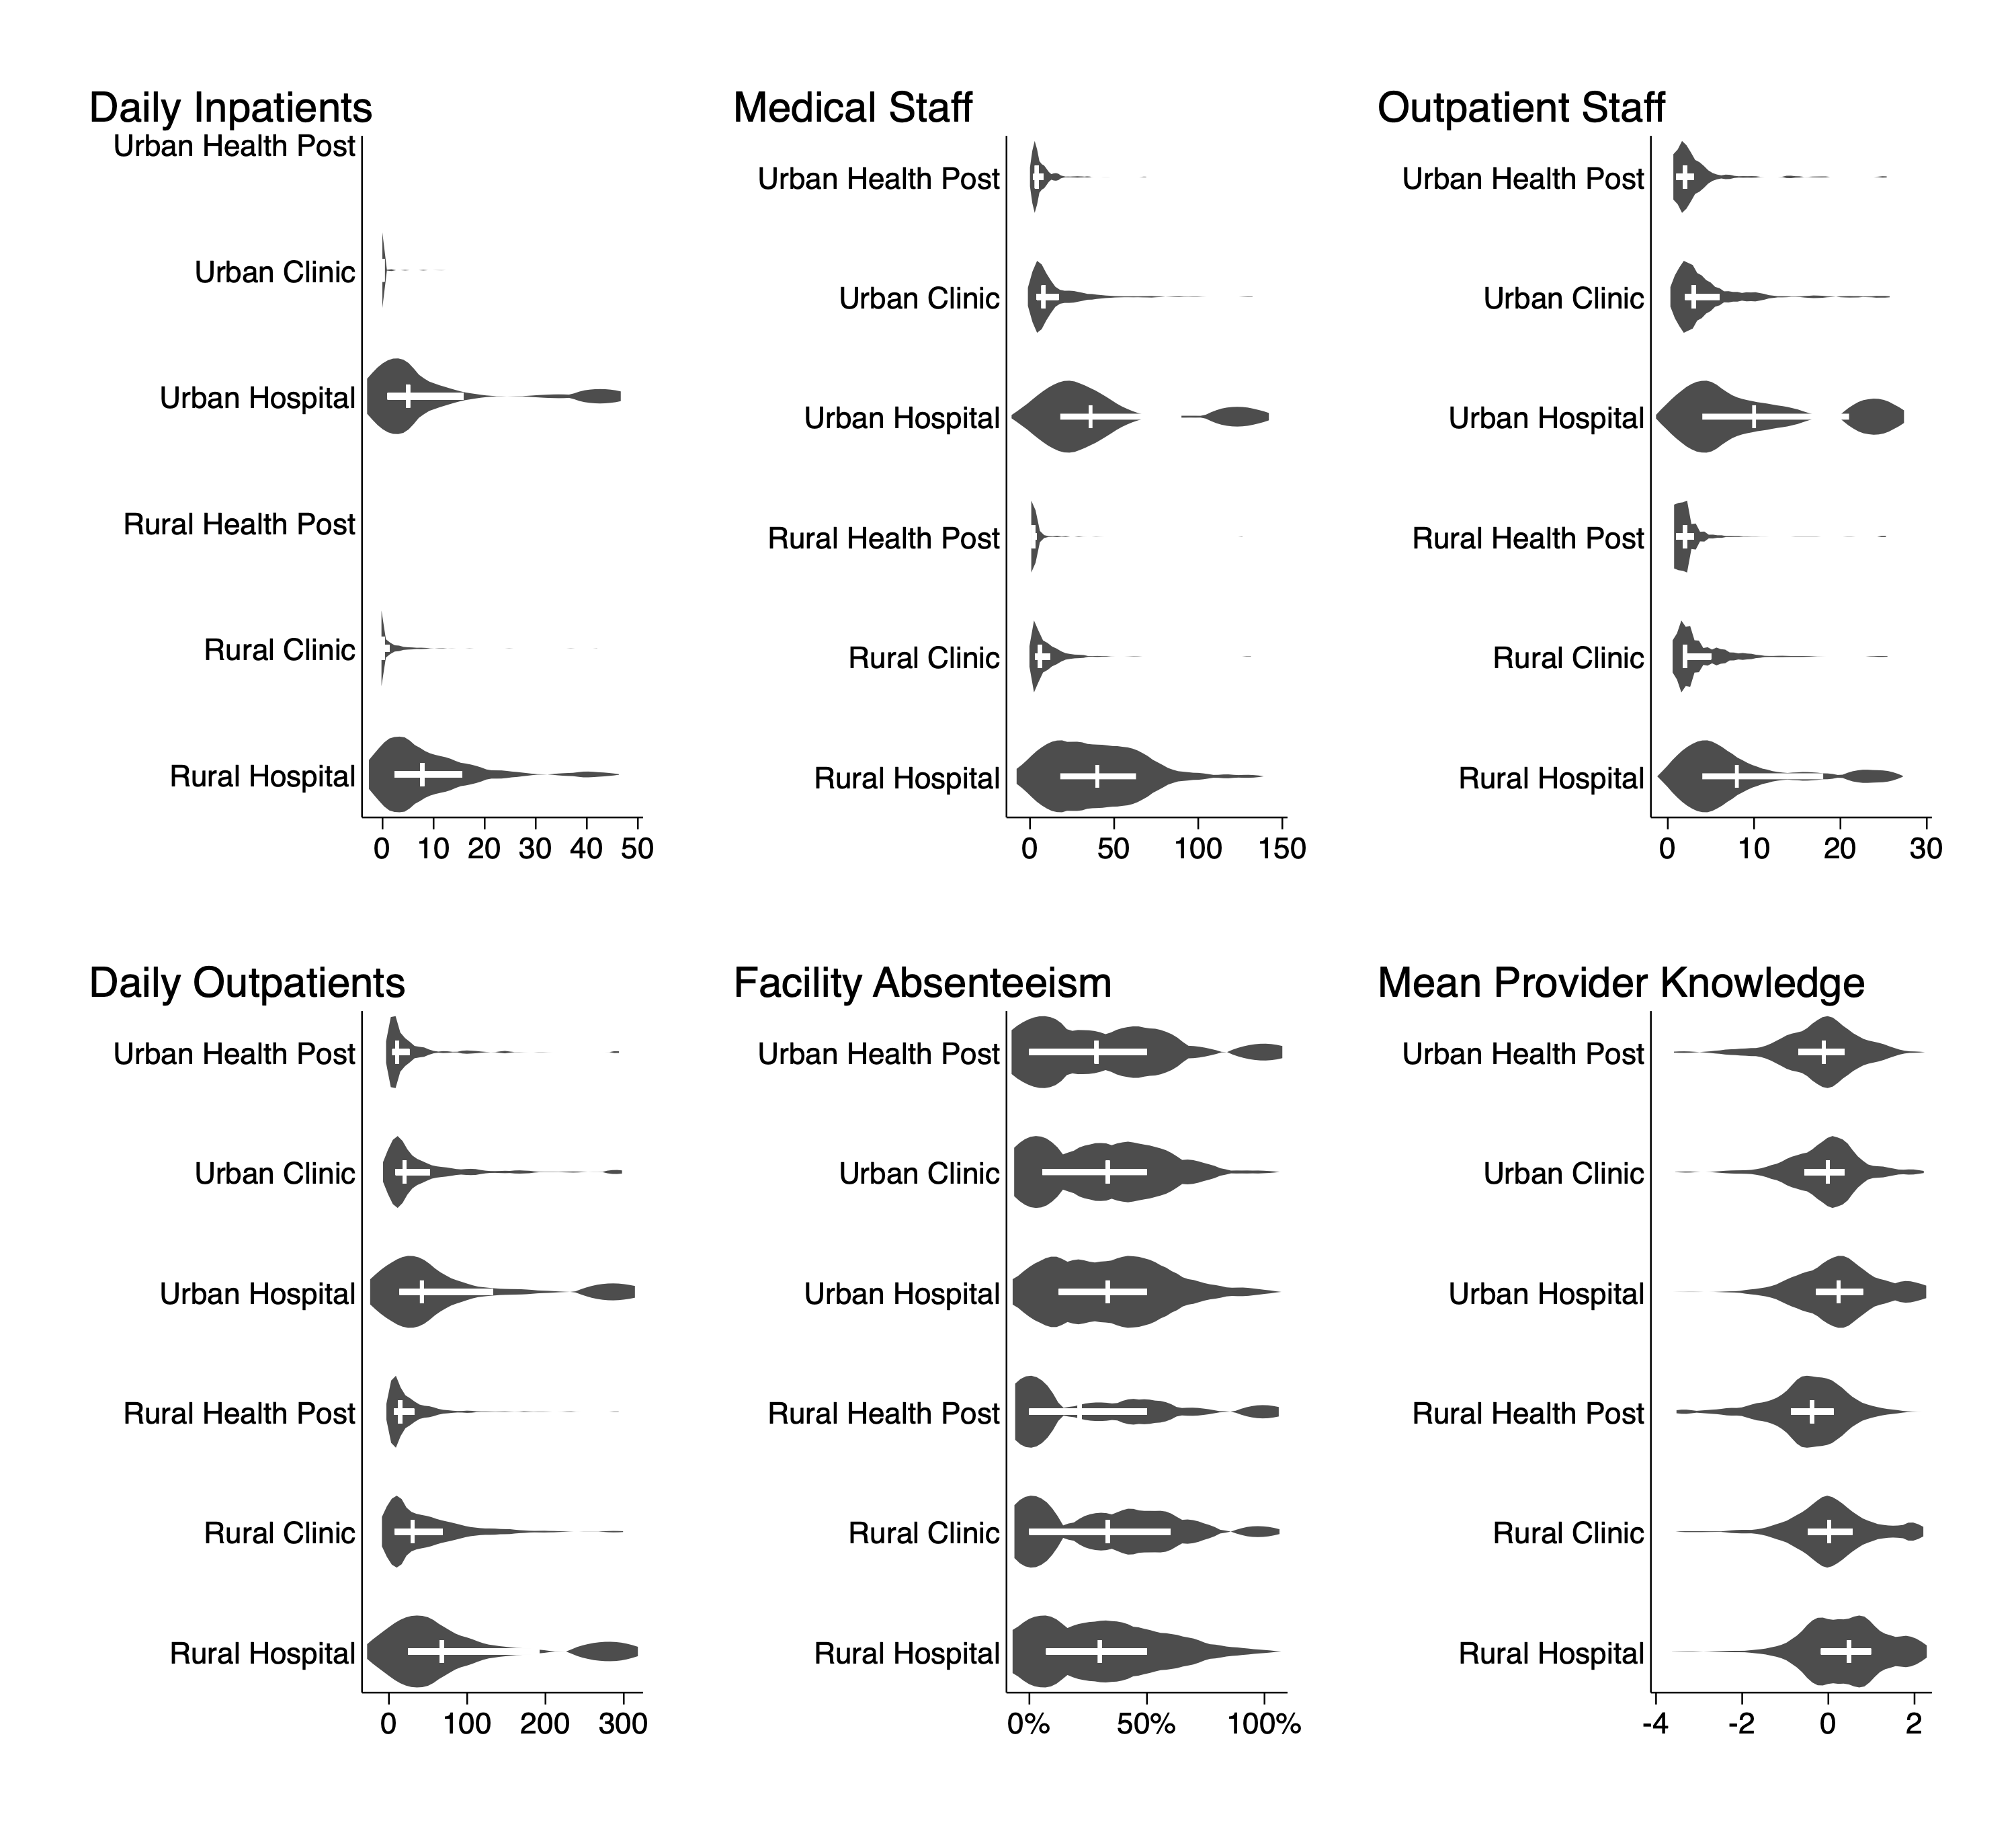 Daily Inpatients
Urban Health Post
Urban Clinic
Urban Hospital
Rural Health Post
Rural Clinic
Rural Hospital
0 10 20 30 40 50
Medical Staff
Urban Health Post
Urban Clinic
Urban Hospital
Rural Health Post
Rural Clinic
Rural Hospital
0 50 100 150
Outpatient Staff
Urban Health Post
Urban Clinic
Urban Hospital
Rural Health Post
Rural Clinic
Rural Hospital
0 10 20 30
Daily Outpatients
Urban Health Post
Urban Clinic
Urban Hospital
Rural Health Post
Rural Clinic
Rural Hospital
0 100 200 300
Facility Absenteeism
Urban Health Post
Urban Clinic
Urban Hospital
Rural Health Post
Rural Clinic
Rural Hospital
0% 50% 100%
Mean Provider Knowledge
Urban Health Post
Urban Clinic
Urban Hospital
Rural Health Post
Rural Clinic
Rural Hospital
-4 -2 0 2